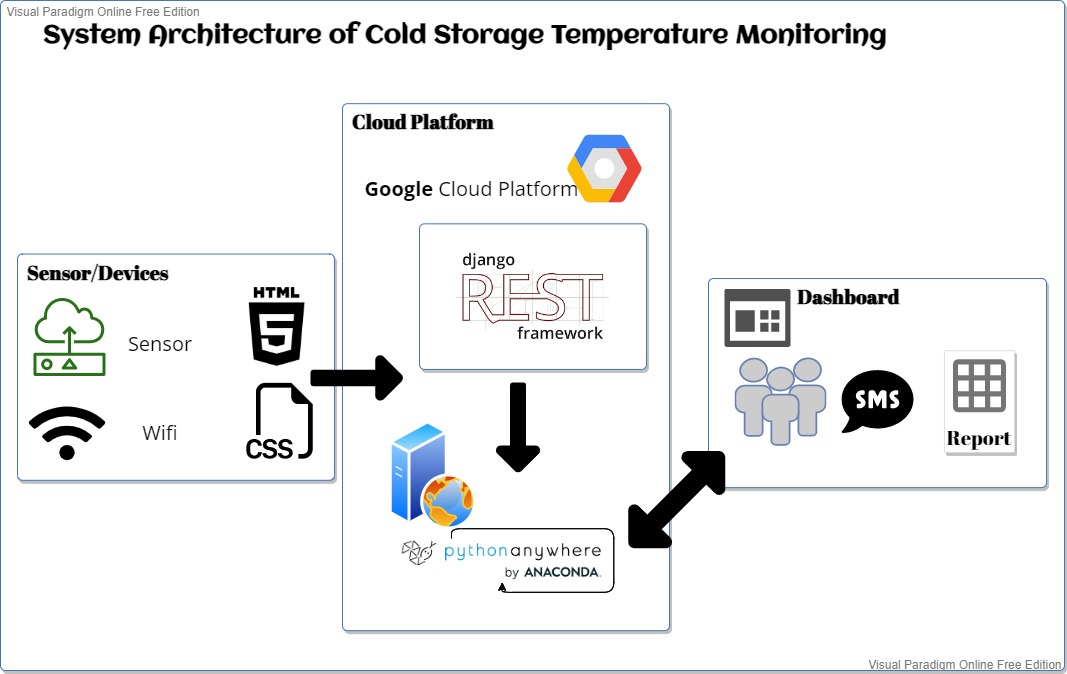 Visual Paradigm Online Free Edition
System Architecture of Cold Storage Temperature Monitoring
Cloud Platform
Google Cloud Platform
Sensor/Devices
HTML
5
Sensor
Wifi
CSS
django
REST
framework
pythonanywhere
by ANACONDA.
Dashboard
SMS
Report
Visual Paradigm Online Free Edition